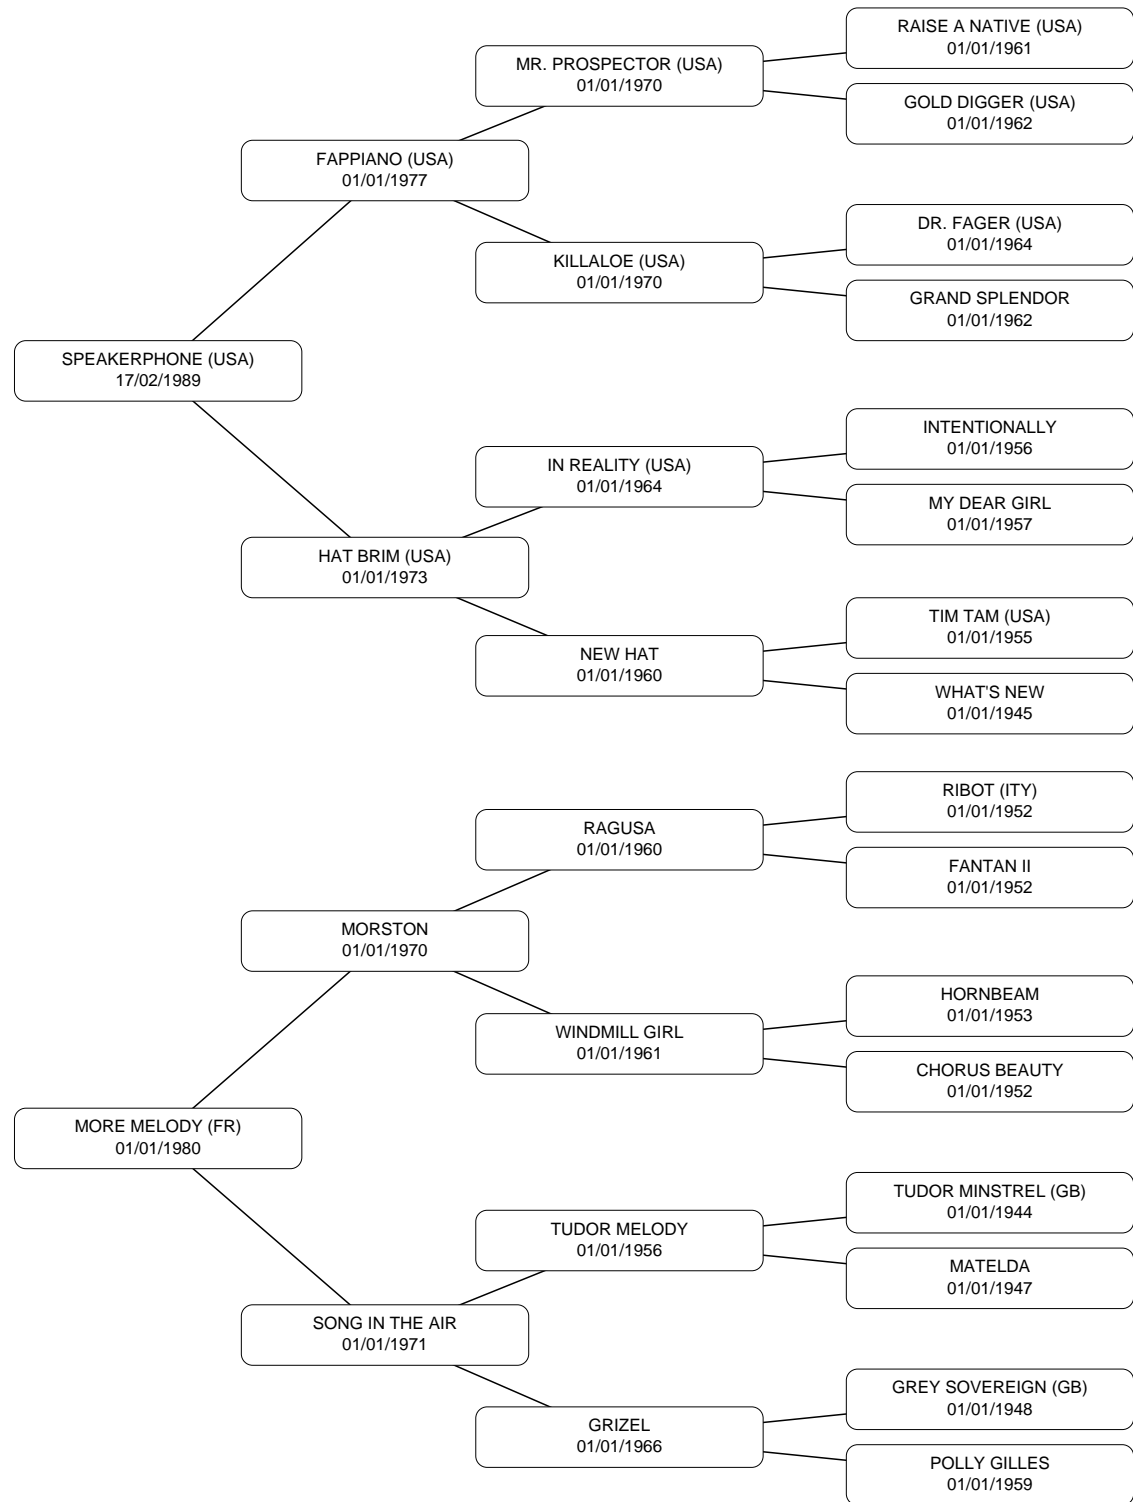 RAISE A NATIVE (USA)
01/01/1961
MR. PROSPECTOR (USA)
01/01/1970
GOLD DIGGER (USA)
01/01/1962
FAPPIANO (USA)
01/01/1977
DR. FAGER (USA)
01/01/1964
KILLALOE (USA)
01/01/1970
GRAND SPLENDOR
01/01/1962
SPEAKERPHONE (USA)
17/02/1989
INTENTIONALLY
01/01/1956
IN REALITY (USA)
01/01/1964
MY DEAR GIRL
01/01/1957
HAT BRIM (USA)
01/01/1973
TIM TAM (USA)
01/01/1955
NEW HAT
01/01/1960
WHAT'S NEW
01/01/1945
RIBOT (ITY)
01/01/1952
RAGUSA
01/01/1960
FANTAN II
01/01/1952
MORSTON
01/01/1970
HORNBEAM
01/01/1953
WINDMILL GIRL
01/01/1961
CHORUS BEAUTY
01/01/1952
MORE MELODY (FR)
01/01/1980
TUDOR MINSTREL (GB)
01/01/1944
TUDOR MELODY
01/01/1956
MATELDA
01/01/1947
SONG IN THE AIR
01/01/1971
GREY SOVEREIGN (GB)
01/01/1948
GRIZEL
01/01/1966
POLLY GILLES
01/01/1959